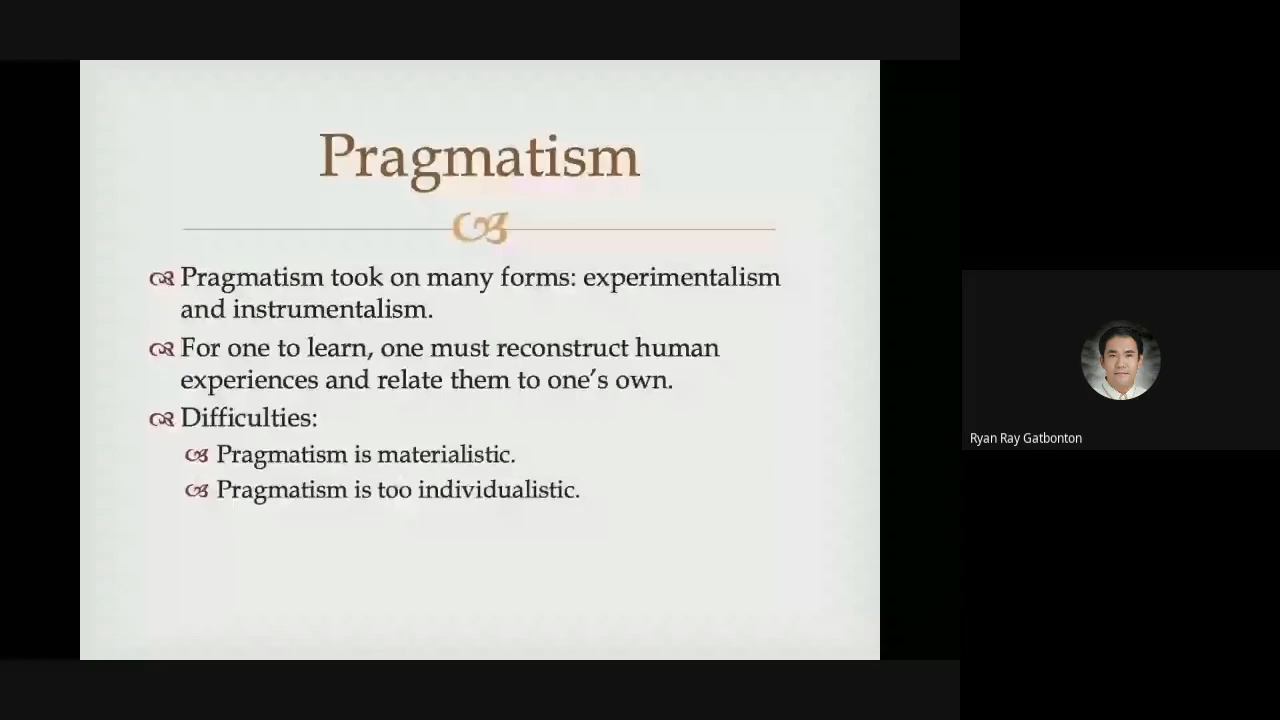 Pragmatism
Pragmatism took on many forms: experimentalism
and instrumentalism.
For one to learn, one must reconstruct human
experiences and relate them to one’s own.
Difficulties:
Pragmatism is materialistic.
Pragmatism is too individualistic.
Ryan Ray Gatbonton